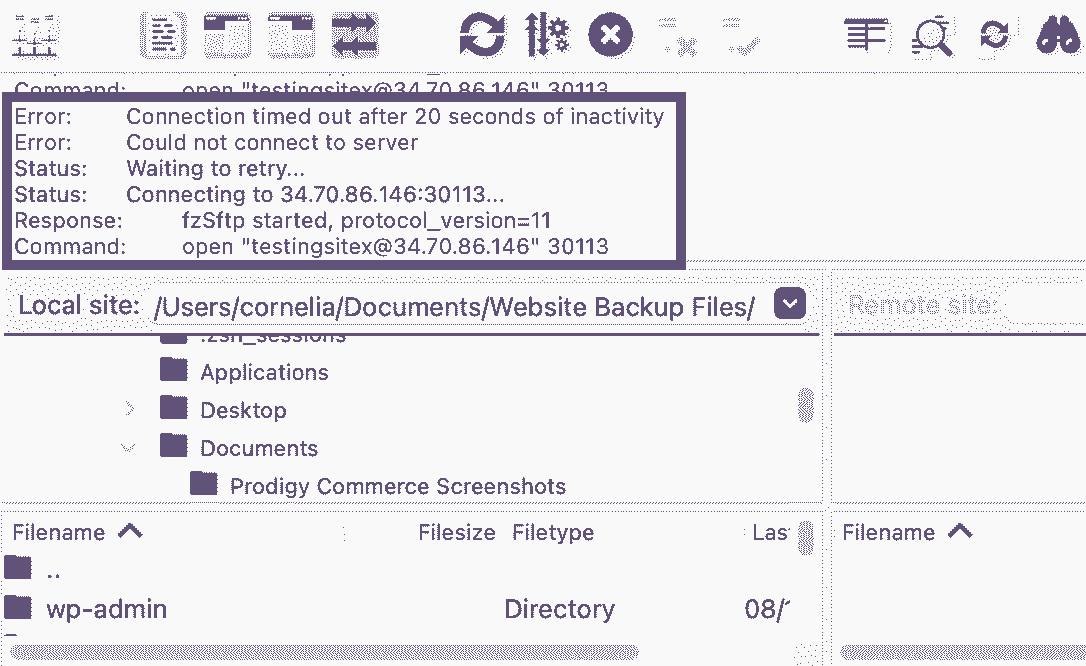 Command: open "testingsitex@34.70.86.146" 30113
Error: Connection timed out after 20 seconds of inactivity
Error: Could not connect to server
Status: Waiting to retry...
Status: Connecting to 34.70.86.146:30113...
Response: fzSftp started, protocol_version=11
Command: open "testingsitex@34.70.86.146" 30113
Local site: /Users/cornelia/Documents/Website Backup Files/
Remote site:
.zsh_sessions
Applications
Desktop
Documents
Prodigy Commerce Screenshots
Filename Filesize Filetype Las Filename
..
wp-admin Directory 08/